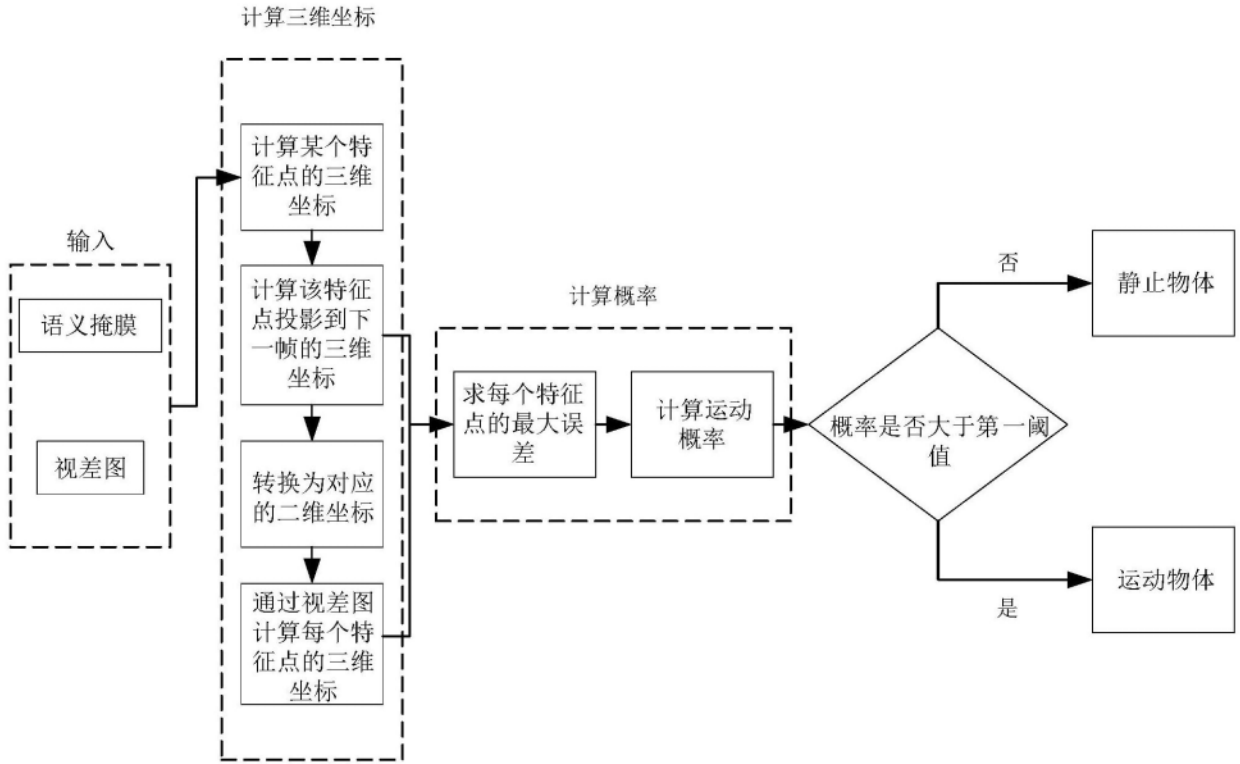 计算三维坐标
输入
语义掩膜
视差图
计算某个特
征点的三维
坐标
计算该特征
点投影到下
一帧的三维
坐标
转换为对应
的二维坐标
通过视差图
计算每个特
征点的三维
坐标
计算概率
求每个特征
点的最大误
差
计算运动
概率
概率是否大于第一阈
值
否
静止物体
是
运动物体